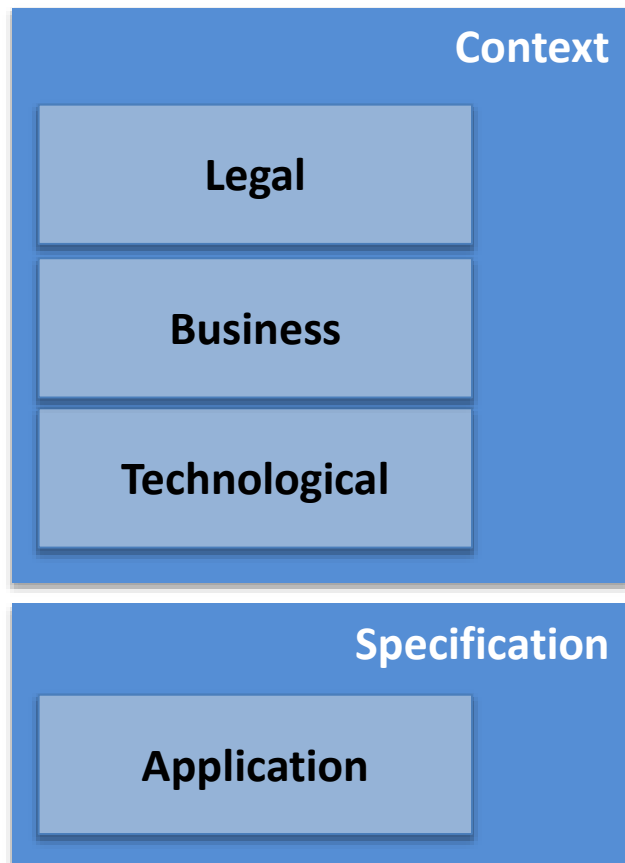 Context
Legal
Business
Technological
Specification
Application